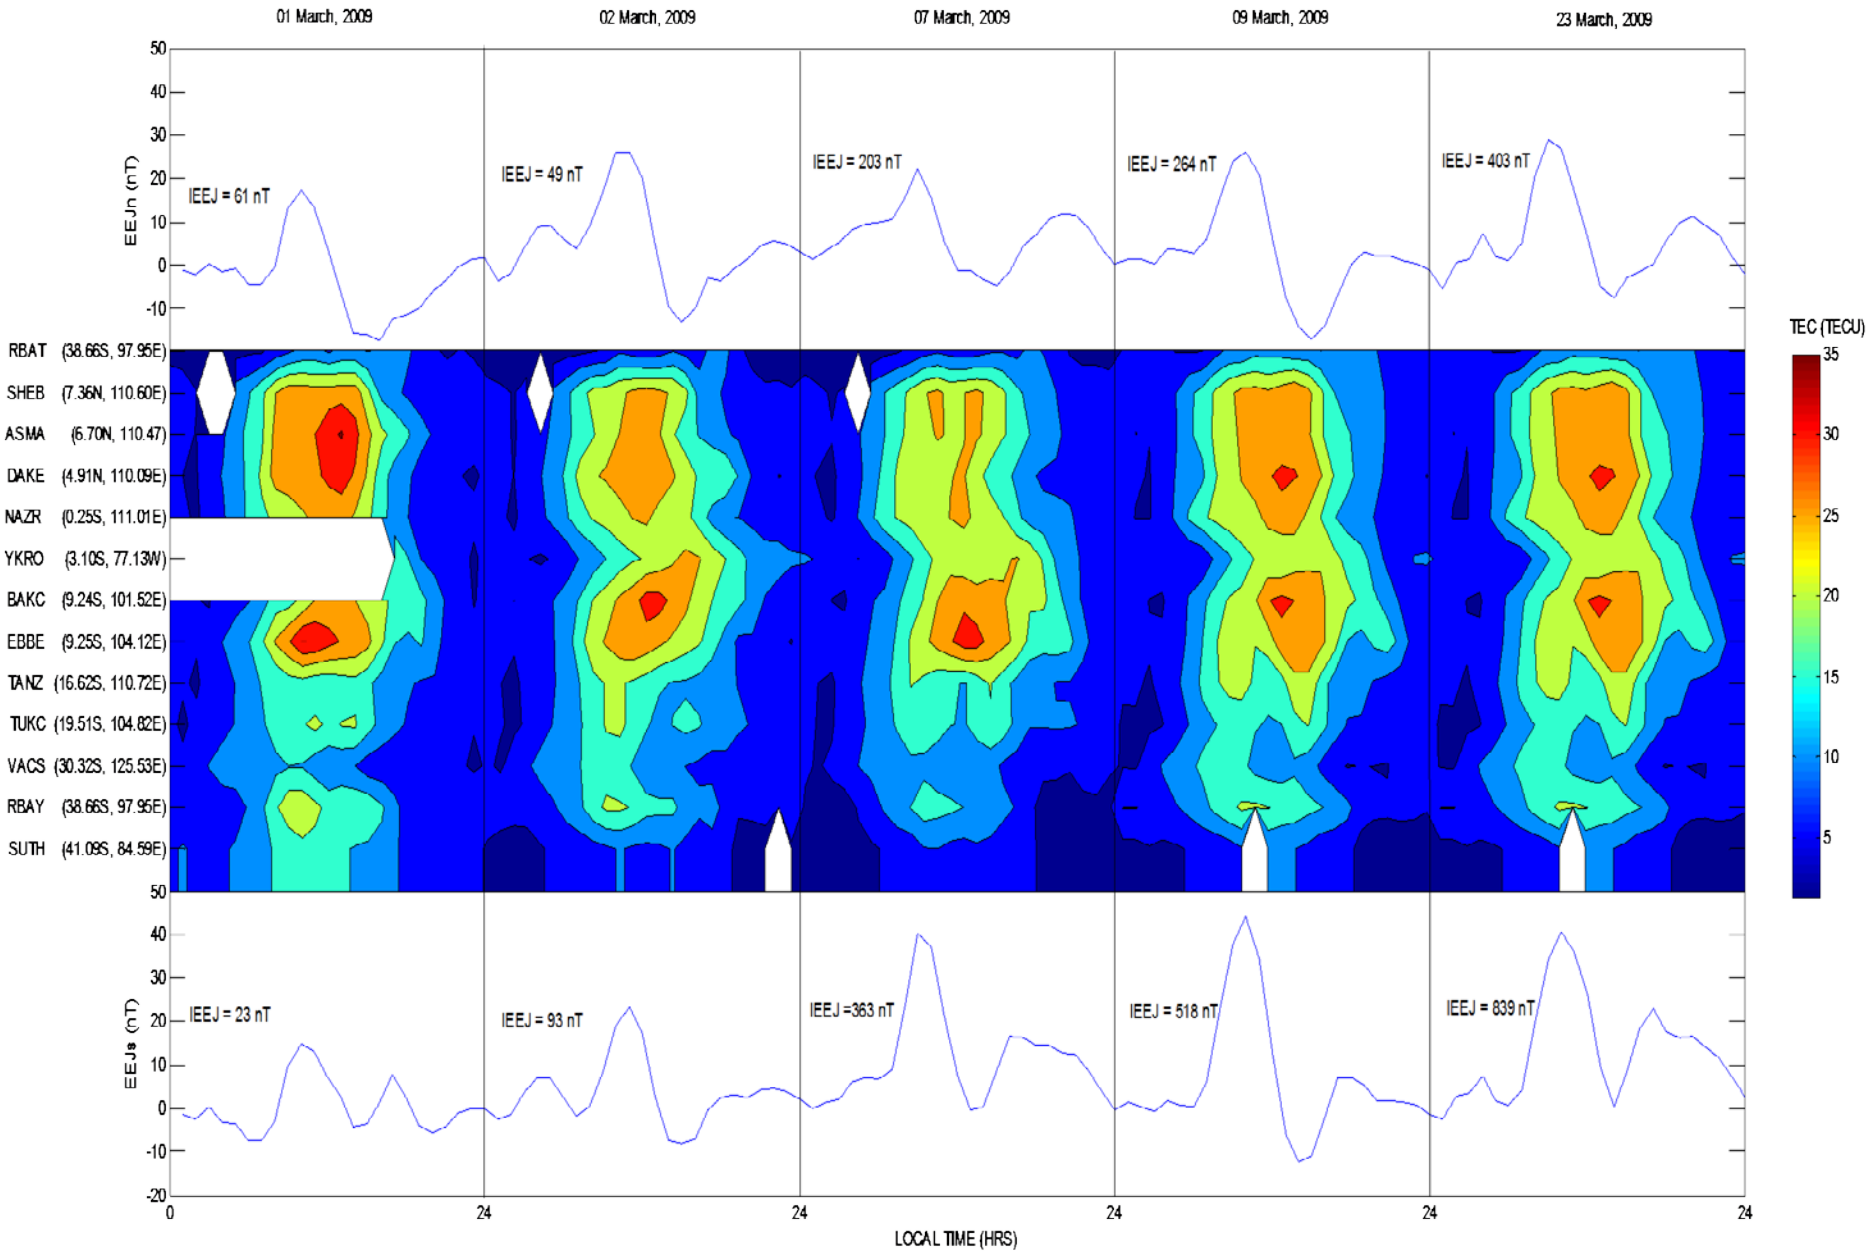 01 March, 2009
02 March, 2009
07 March, 2009
09 March, 2009
23 March, 2009
50
40
30
20
10
0
-10
EEJn (nT)
IEEJ = 61 nT
IEEJ = 49 nT
IEEJ = 203 nT
IEEJ = 264 nT
IEEJ = 403 nT
RBAT (38.66S, 97.95E)
SHEB (7.36N, 110.60E)
ASMA (6.70N, 110.47)
DAKE (4.91N, 110.09E)
NAZR (0.25S, 111.01E)
YKRO (3.10S, 77.13W)
BAKC (9.24S, 101.52E)
EBBE (9.25S, 104.12E)
TANZ (16.62S, 110.72E)
TUKC (19.51S, 104.82E)
VACS (30.32S, 125.53E)
RBAY (38.66S, 97.95E)
SUTH (41.09S, 84.59E)
TEC (TECU)
35
30
25
20
15
10
5
50
40
30
20
10
0
-10
-20
EEJs (nT)
IEEJ = 23 nT
IEEJ = 93 nT
IEEJ =363 nT
IEEJ = 518 nT
IEEJ = 839 nT
0
24
24
24
24
24
LOCAL TIME (HRS)